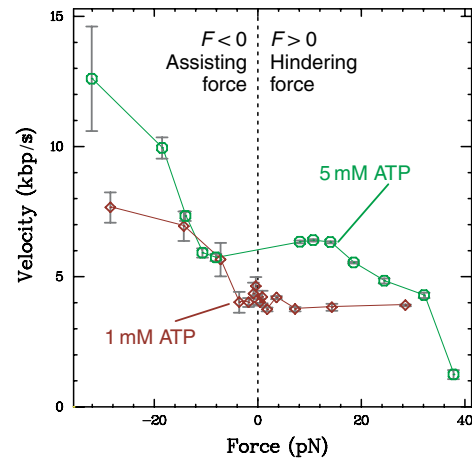 15
F<0 F>0
Assisting Hindering
force force
10
5 mM ATP
5
1 mM ATP
0
−20 0 20 40
Velocity (kbp/s)
Force (pN)